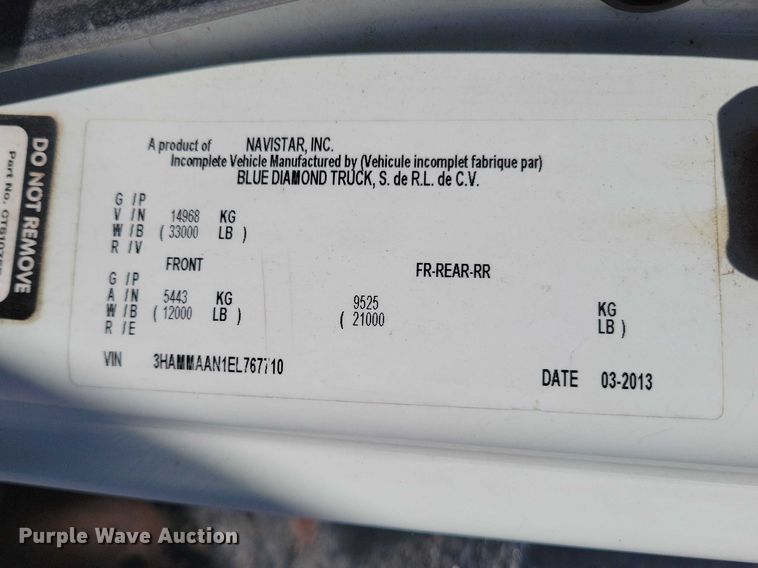 A product of NAVISTAR, INC.
Incomplete Vehicle Manufactured by (Vehicule incomplet fabrique par)
BLUE DIAMOND TRUCK, S. de R.L. de C.V.
G /P
V /N 14968 KG
W /B ( 33000 LB )
R /V
FRONT FR-REAR-RR
G /P
A /N 5443 KG 9525 KG
W /B ( 12000 LB ) ( 21000 LB )
R /E
VIN 3HAMMAAN1EL767710
DATE 03-2013
DO NOT REMOVE
Part No.
Purple Wave Auction